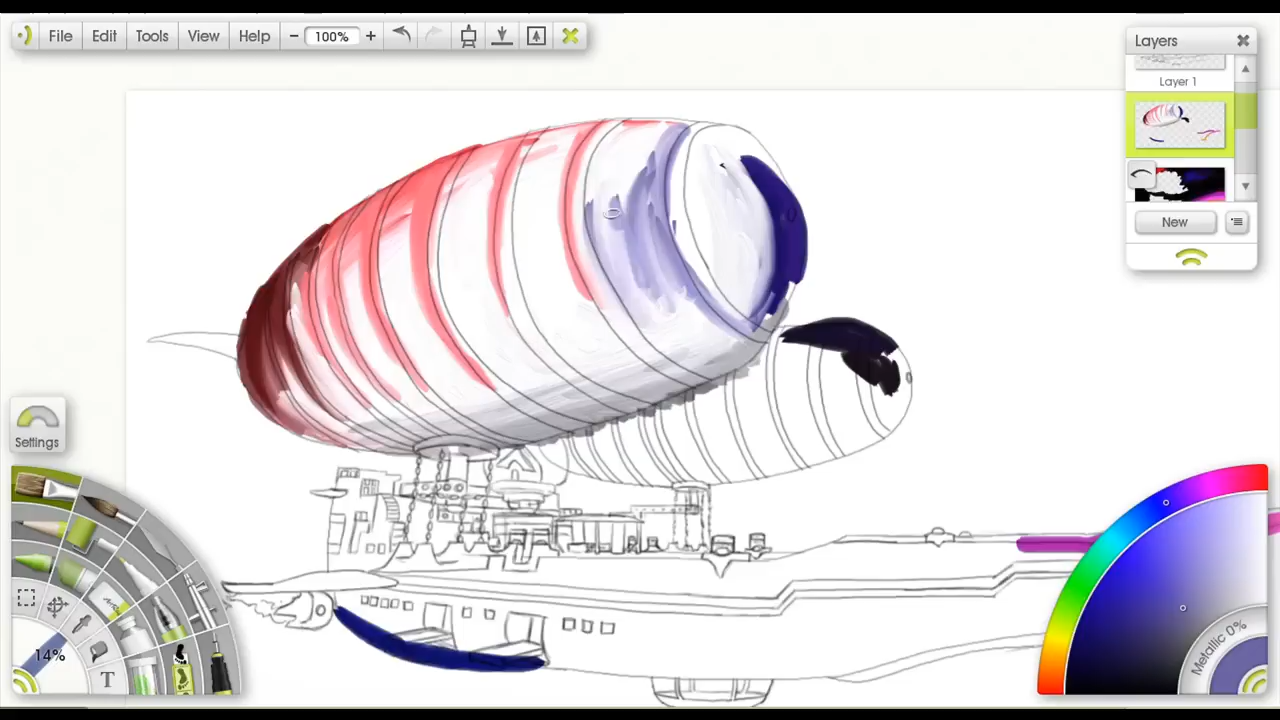 File Edit Tools View Help − 100% +
Layers
Layer 1
New
Settings
14%
T
Metallic 0%